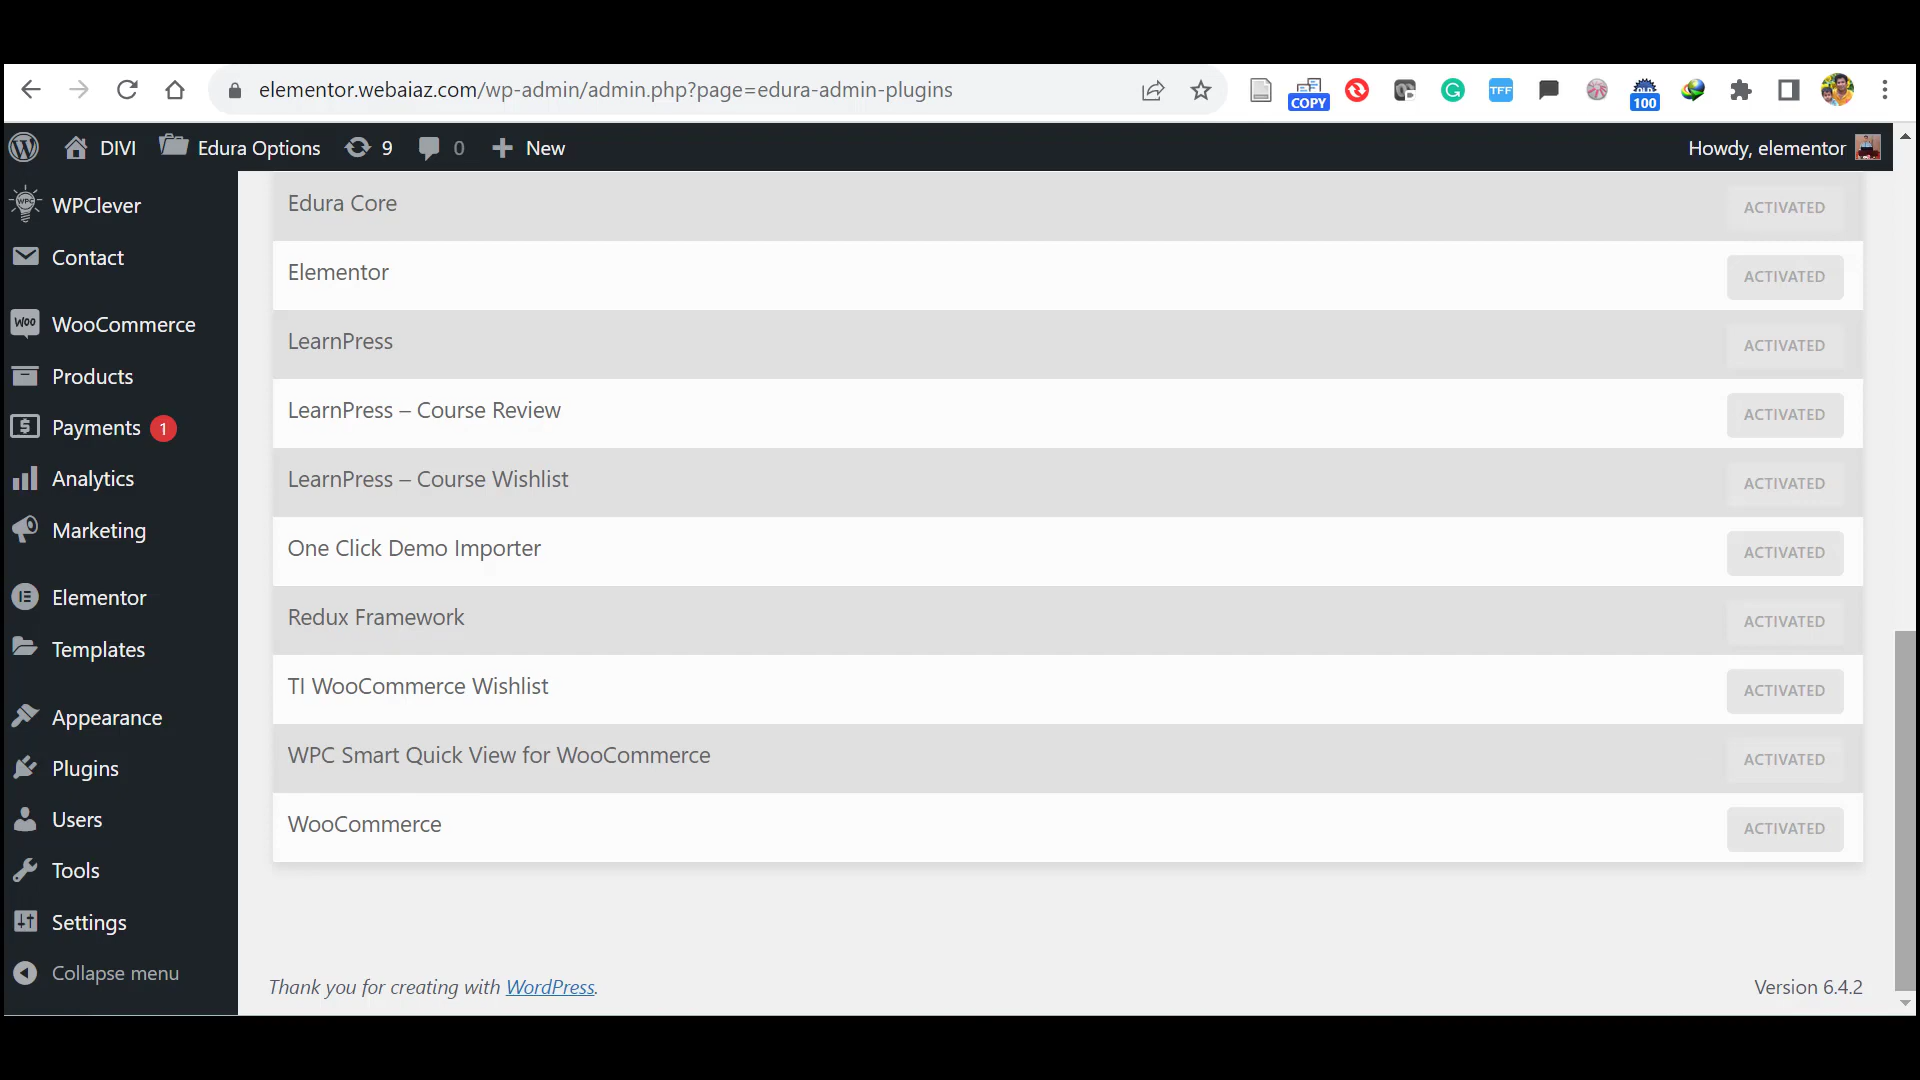 elementor.webaiaz.com/wp-admin/admin.php?page=edura-admin-plugins
COPY
TFF
100
DIVI
Edura Options
9
0
New
Howdy, elementor
WPClever
Contact
Woo
WooCommerce
Products
Payments 1
Analytics
Marketing
Elementor
Templates
Appearance
Plugins
Users
Tools
Settings
Collapse menu
Edura Core ACTIVATED
Elementor ACTIVATED
LearnPress ACTIVATED
LearnPress – Course Review ACTIVATED
LearnPress – Course Wishlist ACTIVATED
One Click Demo Importer ACTIVATED
Redux Framework ACTIVATED
TI WooCommerce Wishlist ACTIVATED
WPC Smart Quick View for WooCommerce ACTIVATED
WooCommerce ACTIVATED
Thank you for creating with WordPress.
Version 6.4.2